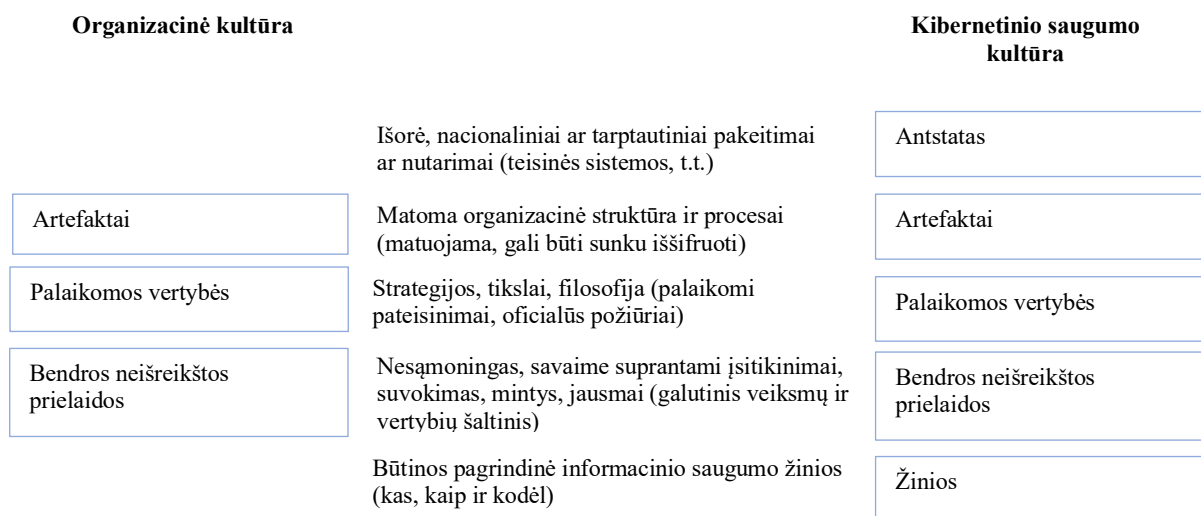 Organizacinė kultūra
Kibernetinio saugumo
kultūra
Išorė, nacionaliniai ar tarptautiniai pakeitimai
ar nutarimai (teisinės sistemos, t.t.)
Antstatas
Artefaktai
Matoma organizacinė struktūra ir procesai
(matuojama, gali būti sunku iššifruoti)
Artefaktai
Palaikomos vertybės
Strategijos, tikslai, filosofija (palaikomi
pateisinimai, oficialūs požiūriai)
Palaikomos vertybės
Bendros neišreikštos
prielaidos
Nesąmoningas, savaime suprantami įsitikinimai,
suvokimas, mintys, jausmai (galutinis veiksmų ir
vertybių šaltinis)
Bendros neišreikštos
prielaidos
Būtinos pagrindinė informacinio saugumo žinios
(kas, kaip ir kodėl)
Žinios